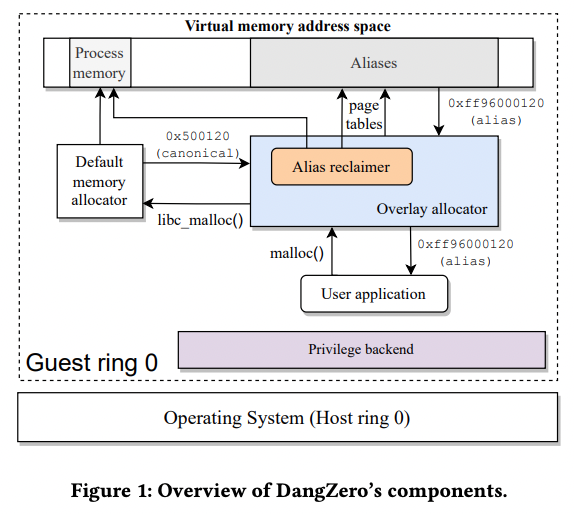 Virtual memory address space
Process
memory
Aliases
page
tables
0xff96000120
(alias)
0x500120
(canonical)
Default
memory
allocator
Alias reclaimer
Overlay allocator
libc_malloc()
malloc()
0xff96000120
(alias)
User application
Privilege backend
Guest ring 0
Operating System (Host ring 0)
Figure 1: Overview of DangZero's components.